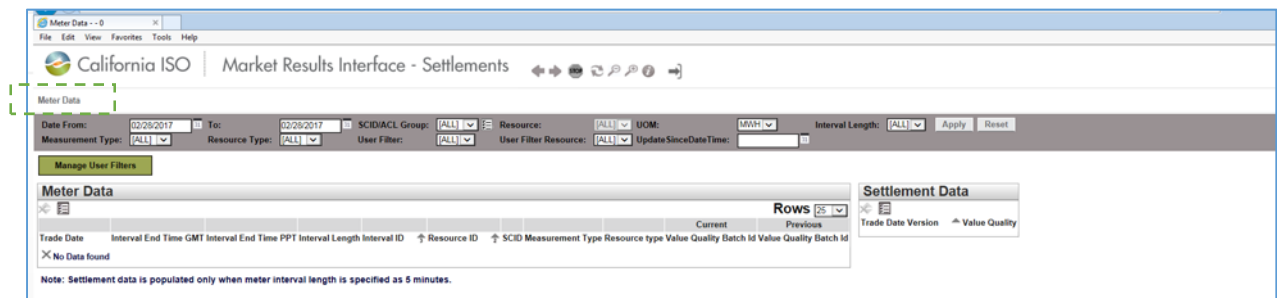 Meter Data - - 0
File Edit View Favorites Tools Help
California ISO Market Results Interface - Settlements
Meter Data
Date From: 02/28/2017 To: 02/28/2017 SCID/ACL Group: [ALL] Resource: [ALL] UOM: MWH Interval Length: [ALL] Apply Reset
Measurement Type: [ALL] Resource Type: [ALL] User Filter: [ALL] User Filter Resource: [ALL] UpdateSinceDateTime:
Manage User Filters
Meter Data Settlement Data
Rows 25
Current Previous
Trade Date Version Value Quality
Trade Date Interval End Time GMT Interval End Time PPT Interval Length Interval ID Resource ID SCID Measurement Type Resource type Value Quality Batch Id Value Quality Batch Id
No Data found
Note: Settlement data is populated only when meter interval length is specified as 5 minutes.